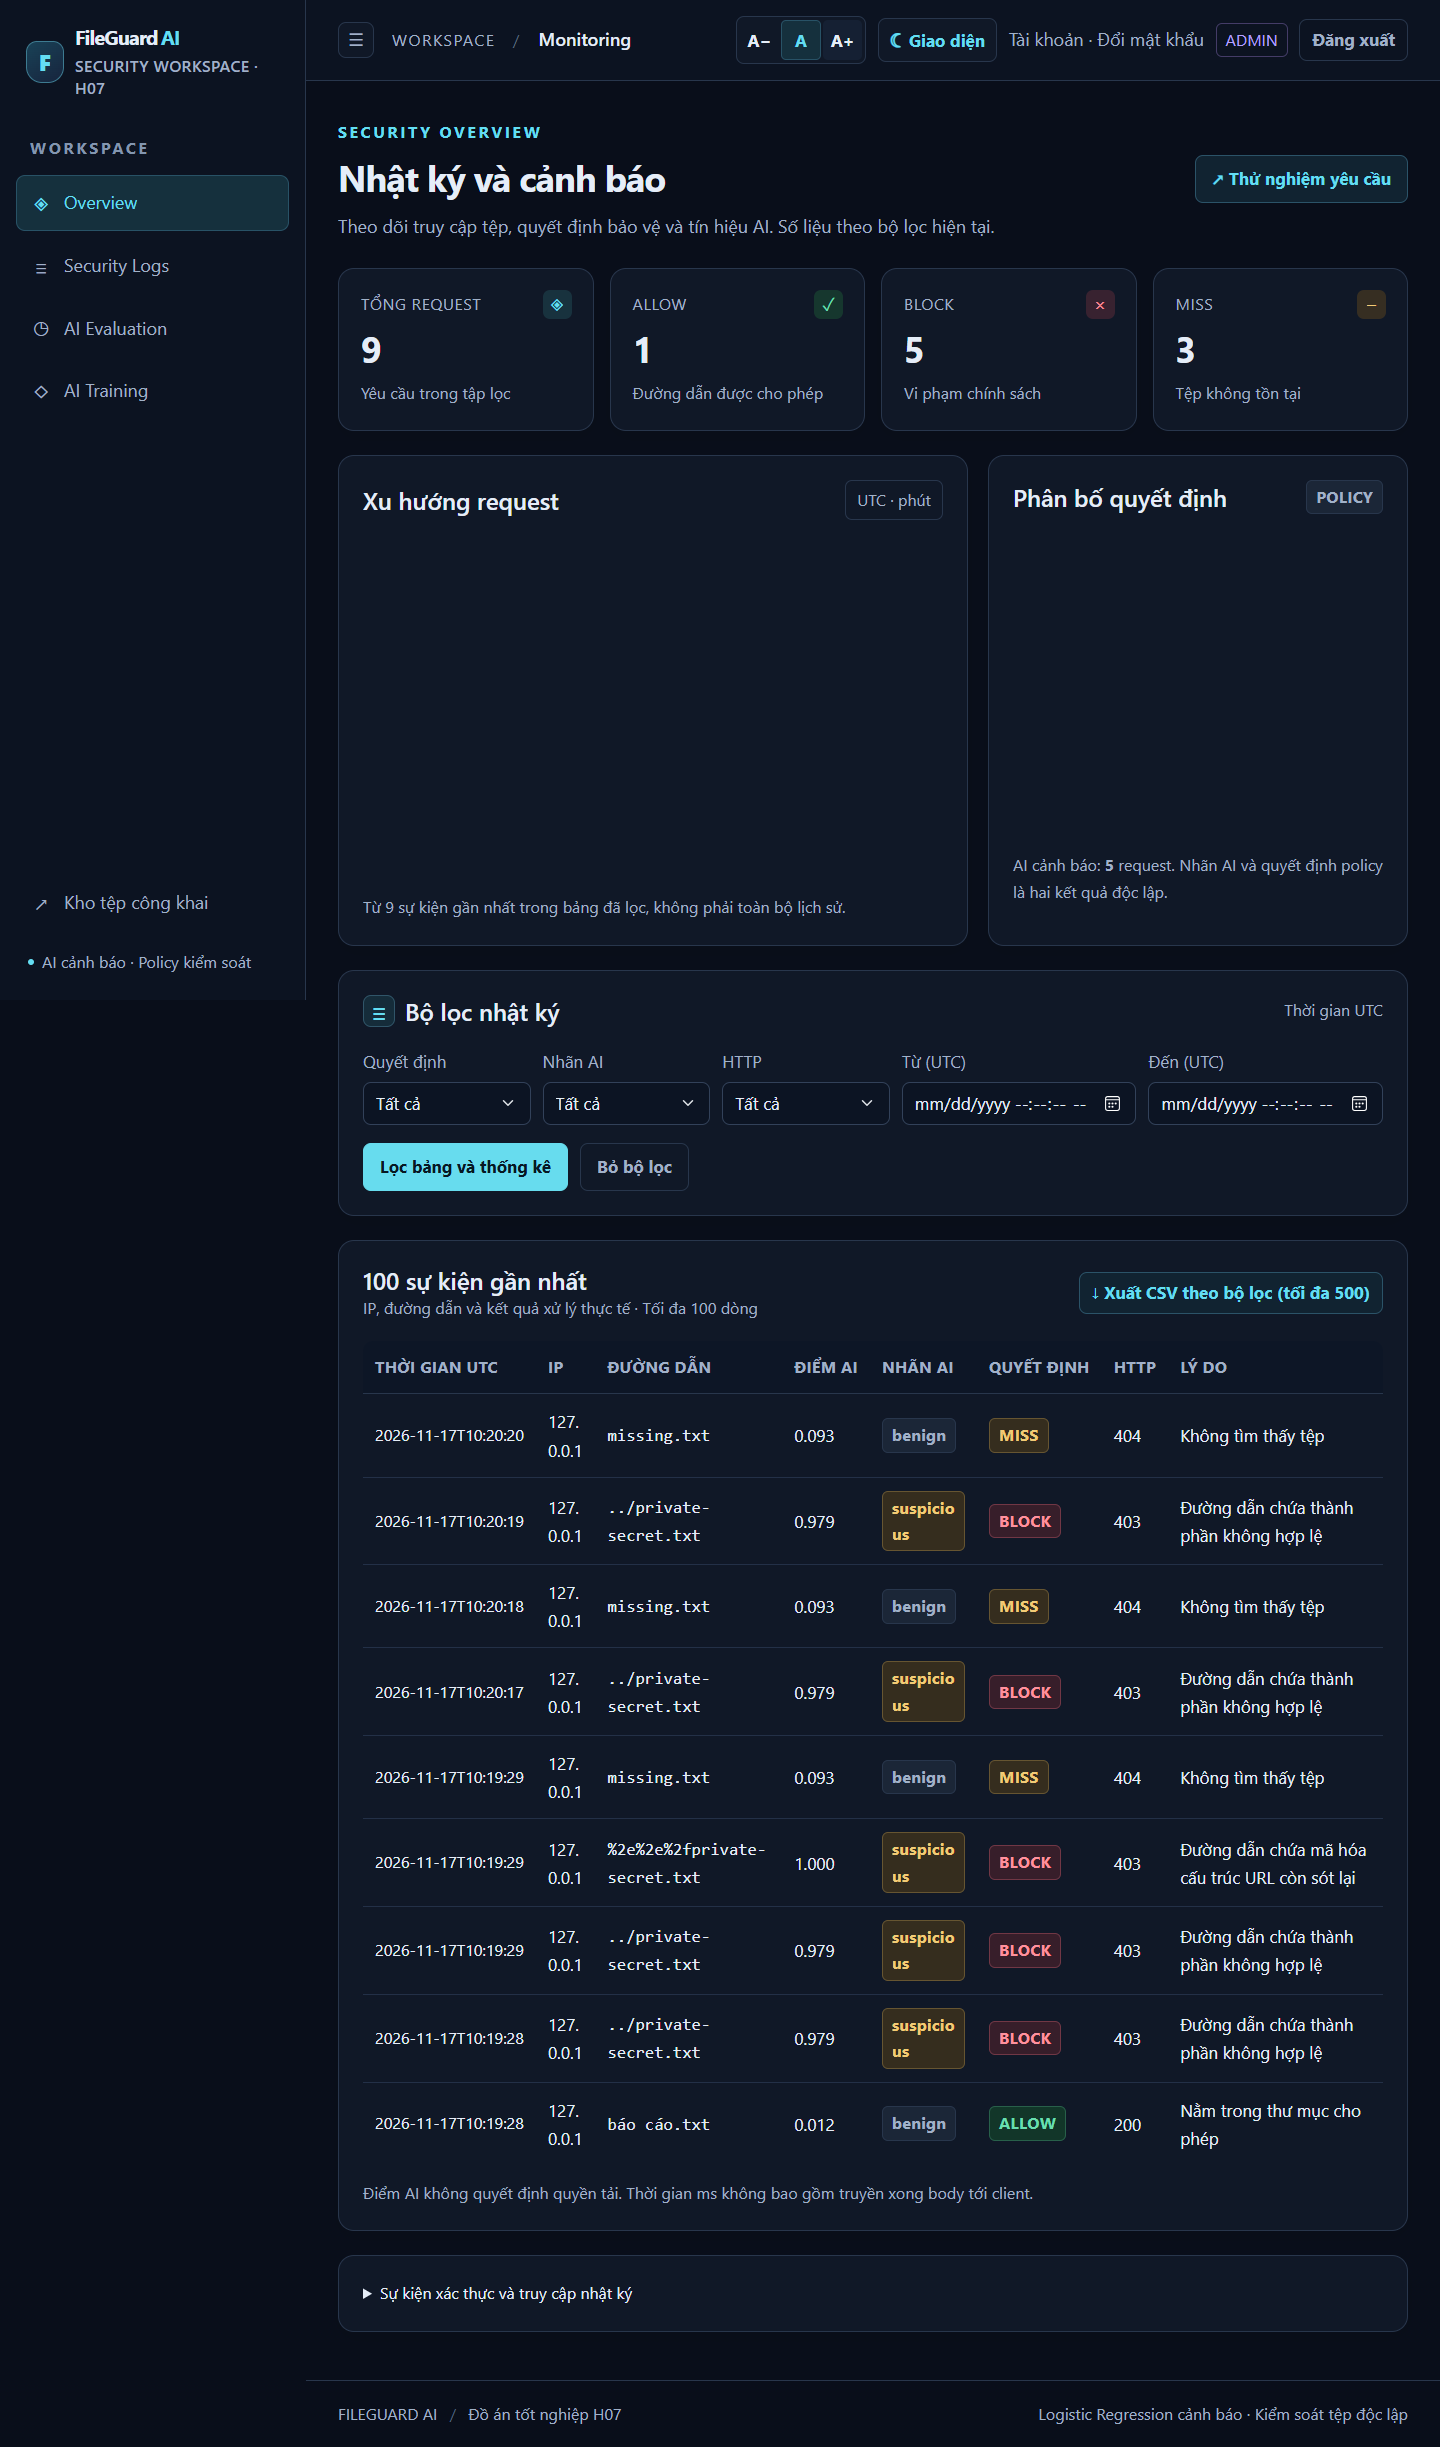 FileGuard AI
SECURITY WORKSPACE ·
H07
WORKSPACE
Overview
Security Logs
AI Evaluation
AI Training
Kho tệp công khai
AI cảnh báo · Policy kiểm soát
WORKSPACE / Monitoring
A− A A+
Giao diện
Tài khoản · Đổi mật khẩu
ADMIN
Đăng xuất
SECURITY OVERVIEW
Nhật ký và cảnh báo
↗ Thử nghiệm yêu cầu
Theo dõi truy cập tệp, quyết định bảo vệ và tín hiệu AI. Số liệu theo bộ lọc hiện tại.
TỔNG REQUEST
9
Yêu cầu trong tập lọc
ALLOW
1
Đường dẫn được cho phép
BLOCK
5
Vi phạm chính sách
MISS
3
Tệp không tồn tại
Xu hướng request
UTC · phút
Từ 9 sự kiện gần nhất trong bảng đã lọc, không phải toàn bộ lịch sử.
Phân bố quyết định
POLICY
AI cảnh báo: 5 request. Nhãn AI và quyết định policy
là hai kết quả độc lập.
Bộ lọc nhật ký
Thời gian UTC
Quyết định Nhãn AI HTTP Từ (UTC) Đến (UTC)
Tất cả Tất cả Tất cả mm/dd/yyyy --:--:-- -- mm/dd/yyyy --:--:-- --
Lọc bảng và thống kê
Bỏ bộ lọc
100 sự kiện gần nhất
IP, đường dẫn và kết quả xử lý thực tế · Tối đa 100 dòng
↓ Xuất CSV theo bộ lọc (tối đa 500)
THỜI GIAN UTC IP ĐƯỜNG DẪN ĐIỂM AI NHÃN AI QUYẾT ĐỊNH HTTP LÝ DO
2026-11-17T10:20:20 127.0.0.1 missing.txt 0.093 benign MISS 404 Không tìm thấy tệp
2026-11-17T10:20:19 127.0.0.1 ../private-secret.txt 0.979 suspicious BLOCK 403 Đường dẫn chứa thành phần không hợp lệ
2026-11-17T10:20:18 127.0.0.1 missing.txt 0.093 benign MISS 404 Không tìm thấy tệp
2026-11-17T10:20:17 127.0.0.1 ../private-secret.txt 0.979 suspicious BLOCK 403 Đường dẫn chứa thành phần không hợp lệ
2026-11-17T10:19:29 127.0.0.1 missing.txt 0.093 benign MISS 404 Không tìm thấy tệp
2026-11-17T10:19:29 127.0.0.1 %2e%2e%2fprivate-secret.txt 1.000 suspicious BLOCK 403 Đường dẫn chứa mã hóa cấu trúc URL còn sót lại
2026-11-17T10:19:29 127.0.0.1 ../private-secret.txt 0.979 suspicious BLOCK 403 Đường dẫn chứa thành phần không hợp lệ
2026-11-17T10:19:28 127.0.0.1 ../private-secret.txt 0.979 suspicious BLOCK 403 Đường dẫn chứa thành phần không hợp lệ
2026-11-17T10:19:28 127.0.0.1 báo cáo.txt 0.012 benign ALLOW 200 Nằm trong thư mục cho phép
Điểm AI không quyết định quyền tải. Thời gian ms không bao gồm truyền xong body tới client.
▶ Sự kiện xác thực và truy cập nhật ký
FILEGUARD AI / Đồ án tốt nghiệp H07
Logistic Regression cảnh báo · Kiểm soát tệp độc lập